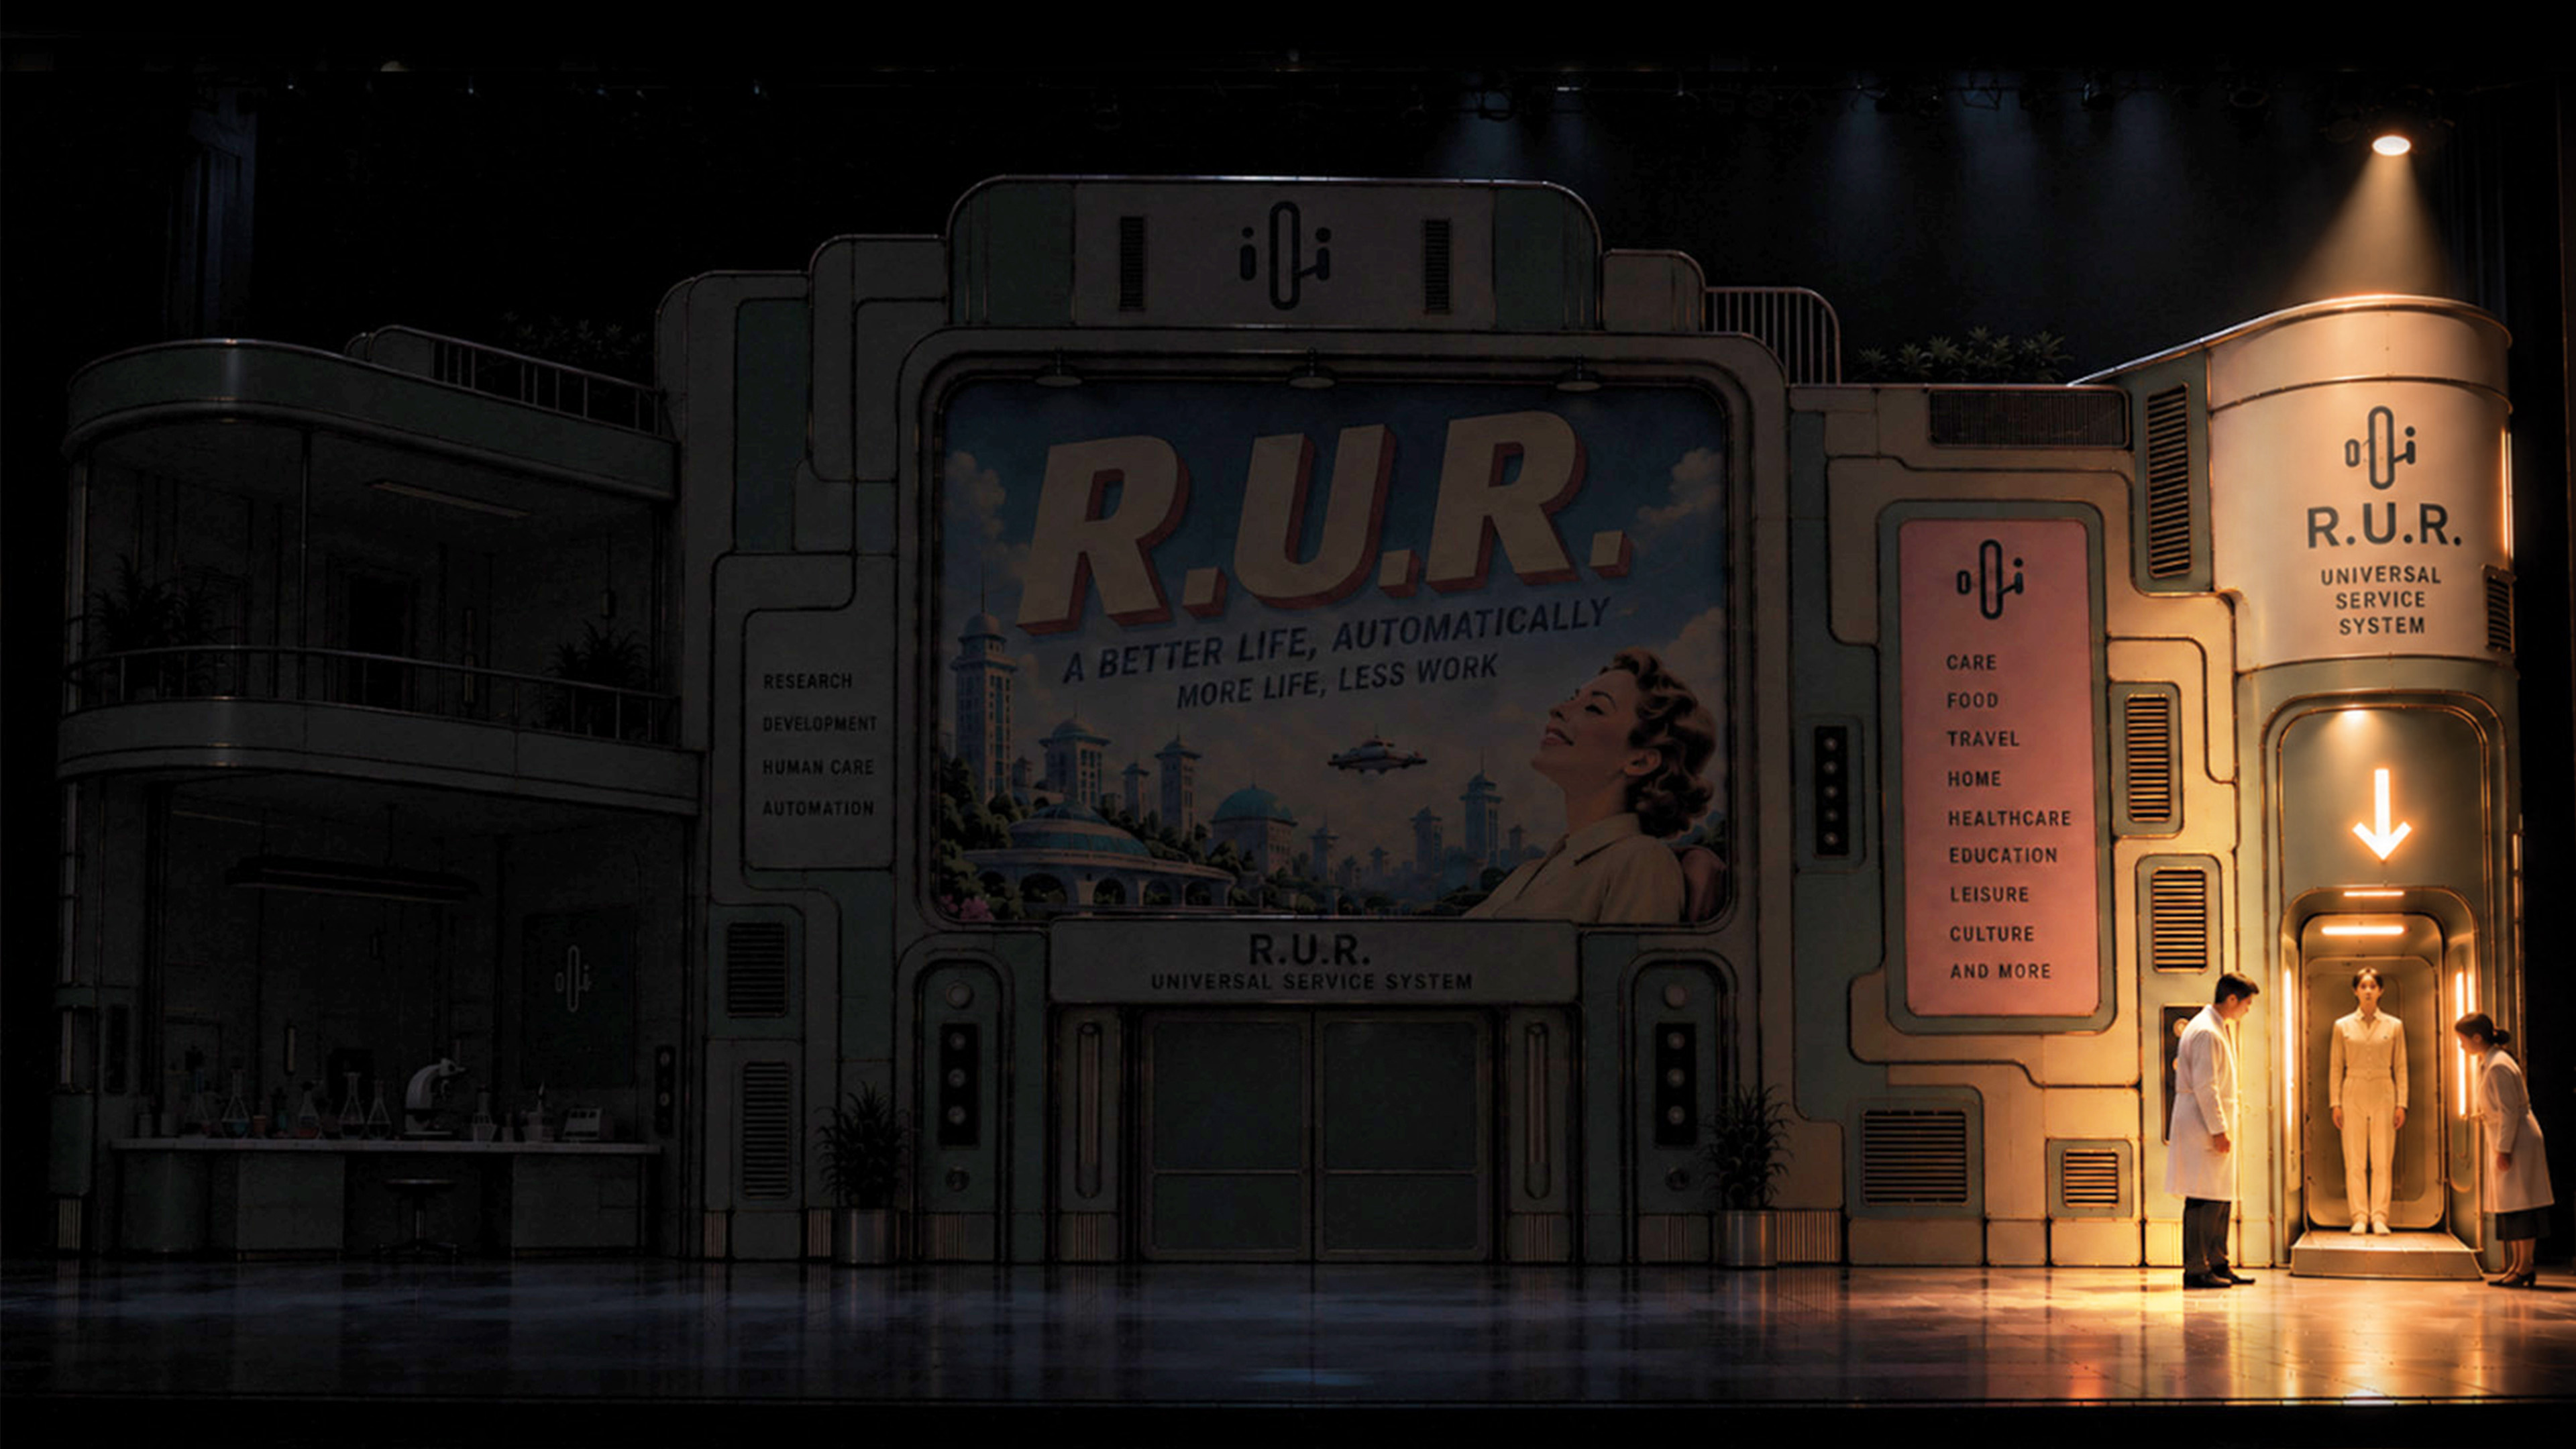 RESEARCH
DEVELOPMENT
HUMAN CARE
AUTOMATION
R.U.R.
A BETTER LIFE, AUTOMATICALLY
MORE LIFE, LESS WORK
R.U.R.
UNIVERSAL SERVICE SYSTEM
CARE
FOOD
TRAVEL
HOME
HEALTHCARE
EDUCATION
LEISURE
CULTURE
AND MORE
R.U.R.
UNIVERSAL
SERVICE
SYSTEM